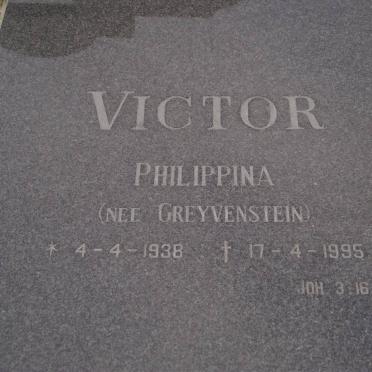 VICTOR
PHILIPPINA
(NEE GREYVENSTEIN)
* 4-4-1938 † 17-4-1995
JOH 3:16